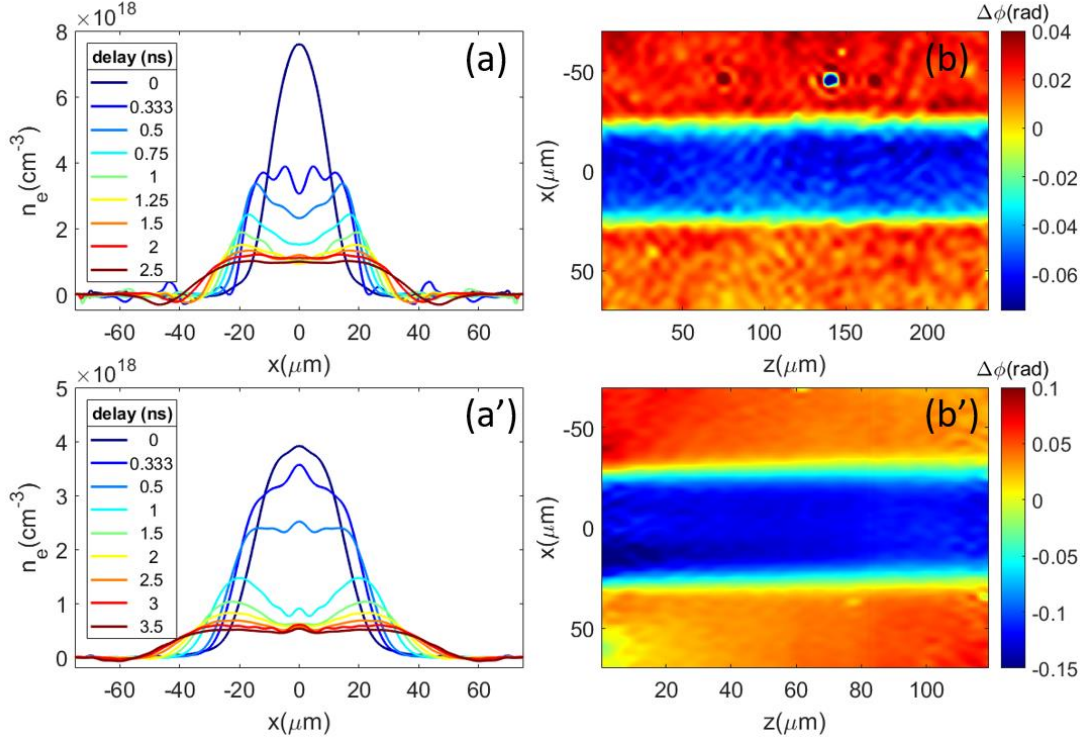 ×10^18
(a)
delay (ns)
0
0.333
0.5
0.75
1
1.25
1.5
2
2.5
n_e(cm^-3)
8
6
4
2
0
-60 -40 -20 0 20 40 60
x(μm)
(b)
Δϕ(rad)
0.04
0.02
0
-0.02
-0.04
-0.06
x(μm)
-50
0
50
50 100 150 200
z(μm)
×10^18
(a')
delay (ns)
0
0.333
0.5
1
1.5
2
2.5
3
3.5
n_e(cm^-3)
5
4
3
2
1
0
-60 -40 -20 0 20 40 60
x(μm)
(b')
Δϕ(rad)
0.1
0.05
0
-0.05
-0.1
-0.15
x(μm)
-50
0
50
20 40 60 80 100
z(μm)